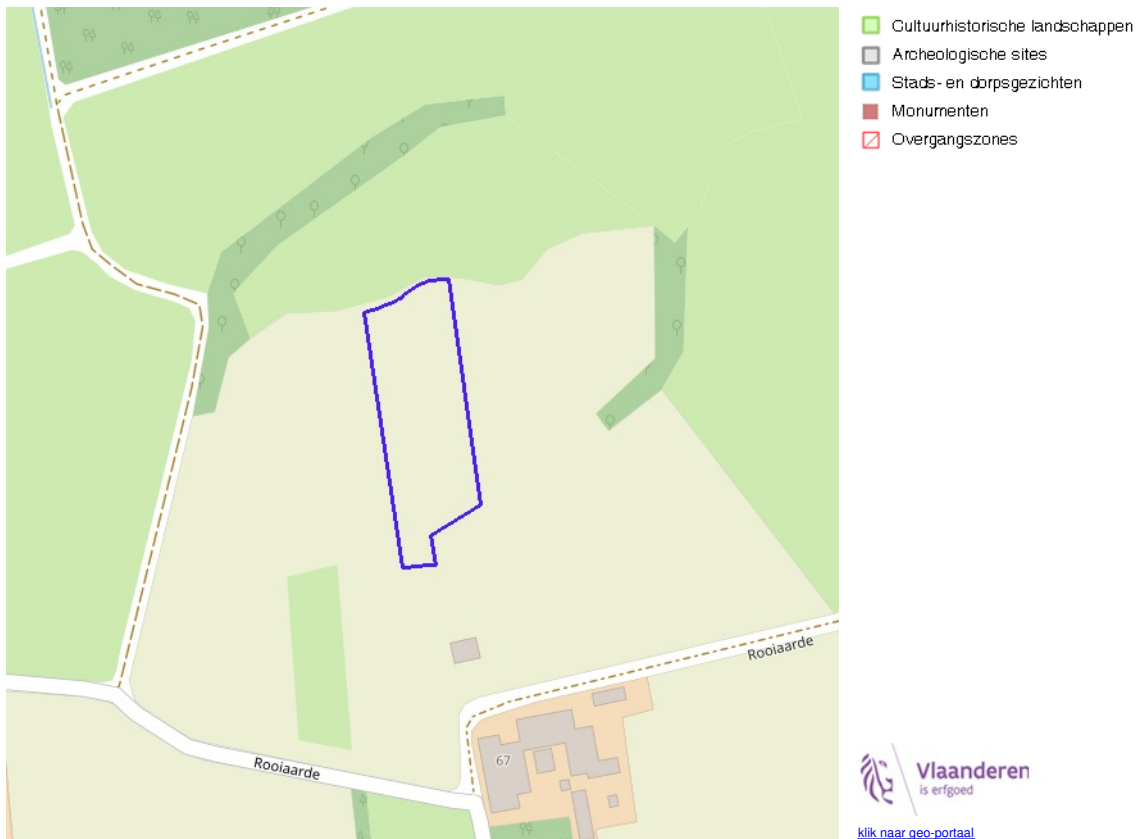 Cultuurhistorische landschappen
Archeologische sites
Stads- en dorpsgezichten
Monumenten
Overgangszones
Rooiaarde
67
Rooiaarde
Vlaanderen
is erfgoed
klik naar geo-portaal